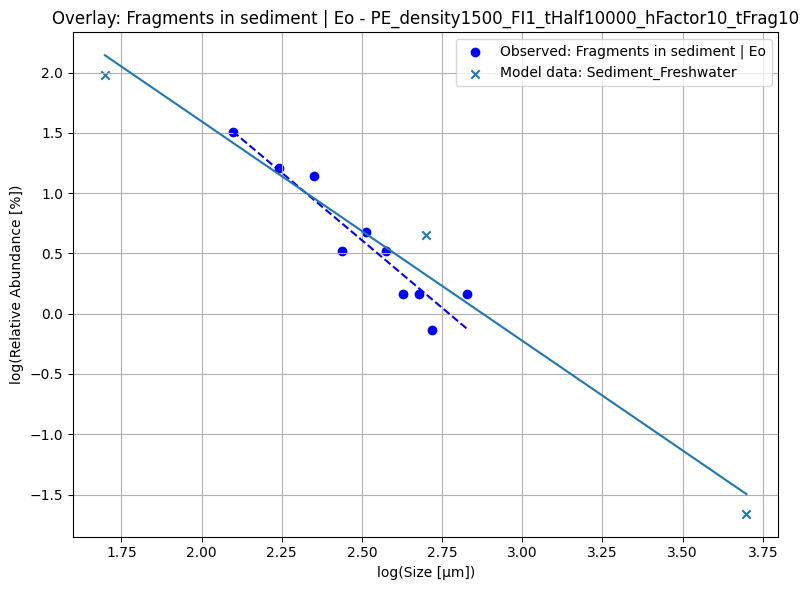 Overlay: Fragments in sediment | Eo - PE_density1500_FI1_tHalf10000_hFactor10_tFrag10
Observed: Fragments in sediment | Eo
Model data: Sediment_Freshwater
log(Relative Abundance [%])
2.0
1.5
1.0
0.5
0.0
−0.5
−1.0
−1.5
1.75 2.00 2.25 2.50 2.75 3.00 3.25 3.50 3.75
log(Size [µm])